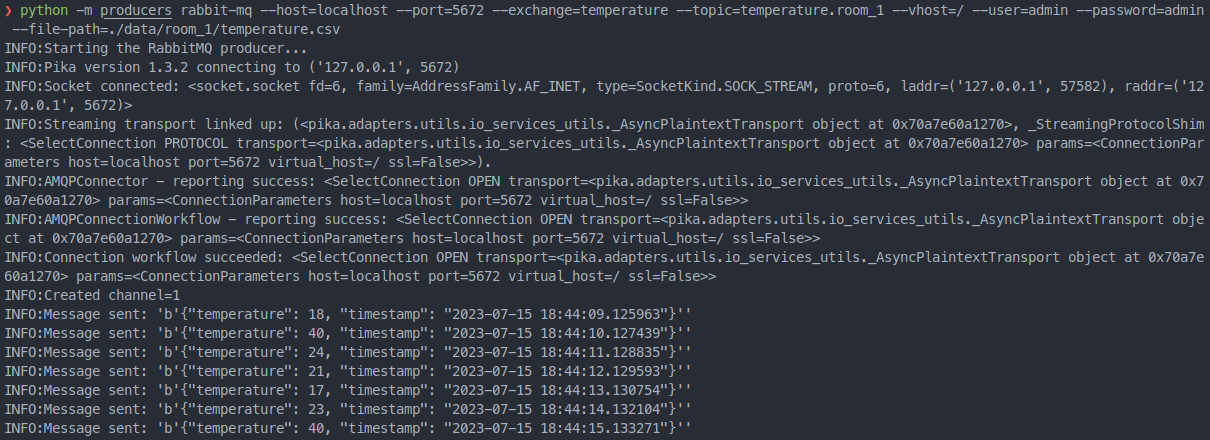 ❯ python -m producers rabbit-mq --host=localhost --port=5672 --exchange=temperature --topic=temperature.room_1 --vhost=/ --user=admin --password=admin
 --file-path=./data/room_1/temperature.csv
INFO:Starting the RabbitMQ producer...
INFO:Pika version 1.3.2 connecting to ('127.0.0.1', 5672)
INFO:Socket connected: <socket.socket fd=6, family=AddressFamily.AF_INET, type=SocketKind.SOCK_STREAM, proto=6, laddr=('127.0.0.1', 57582), raddr=('12
7.0.0.1', 5672)>
INFO:Streaming transport linked up: (<pika.adapters.utils.io_services_utils._AsyncPlaintextTransport object at 0x70a7e60a1270>, _StreamingProtocolShim
: <SelectConnection PROTOCOL transport=<pika.adapters.utils.io_services_utils._AsyncPlaintextTransport object at 0x70a7e60a1270> params=<ConnectionPar
ameters host=localhost port=5672 virtual_host=/ ssl=False>>).
INFO:AMQPConnector - reporting success: <SelectConnection OPEN transport=<pika.adapters.utils.io_services_utils._AsyncPlaintextTransport object at 0x7
0a7e60a1270> params=<ConnectionParameters host=localhost port=5672 virtual_host=/ ssl=False>>
INFO:AMQPConnectionWorkflow - reporting success: <SelectConnection OPEN transport=<pika.adapters.utils.io_services_utils._AsyncPlaintextTransport obje
ct at 0x70a7e60a1270> params=<ConnectionParameters host=localhost port=5672 virtual_host=/ ssl=False>>
INFO:Connection workflow succeeded: <SelectConnection OPEN transport=<pika.adapters.utils.io_services_utils._AsyncPlaintextTransport object at 0x70a7e
60a1270> params=<ConnectionParameters host=localhost port=5672 virtual_host=/ ssl=False>>
INFO:Created channel=1
INFO:Message sent: 'b'{"temperature": 18, "timestamp": "2023-07-15 18:44:09.125963"}''
INFO:Message sent: 'b'{"temperature": 40, "timestamp": "2023-07-15 18:44:10.127439"}''
INFO:Message sent: 'b'{"temperature": 24, "timestamp": "2023-07-15 18:44:11.128835"}''
INFO:Message sent: 'b'{"temperature": 21, "timestamp": "2023-07-15 18:44:12.129593"}''
INFO:Message sent: 'b'{"temperature": 17, "timestamp": "2023-07-15 18:44:13.130754"}''
INFO:Message sent: 'b'{"temperature": 23, "timestamp": "2023-07-15 18:44:14.132104"}''
INFO:Message sent: 'b'{"temperature": 40, "timestamp": "2023-07-15 18:44:15.133271"}''